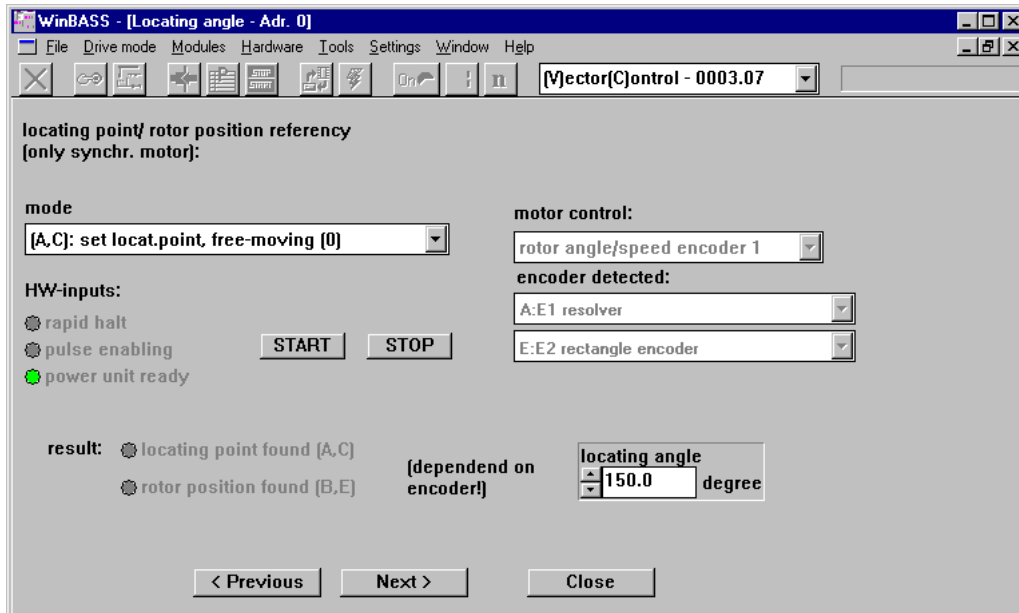 WinBASS - [Locating angle - Adr. 0]
File Drive mode Modules Hardware Tools Settings Window Help
On n (V)ector(C)ontrol - 0003.07
locating point/ rotor position referency
(only synchr. motor):
mode
(A,C): set locat.point, free-moving (0)
motor control:
rotor angle/speed encoder 1
encoder detected:
A:E1 resolver
E:E2 rectangle encoder
HW-inputs:
rapid halt
pulse enabling
power unit ready
START STOP
result: locating point found (A,C)
rotor position found (B,E)
(dependend on
encoder!)
locating angle
150.0 degree
< Previous Next > Close